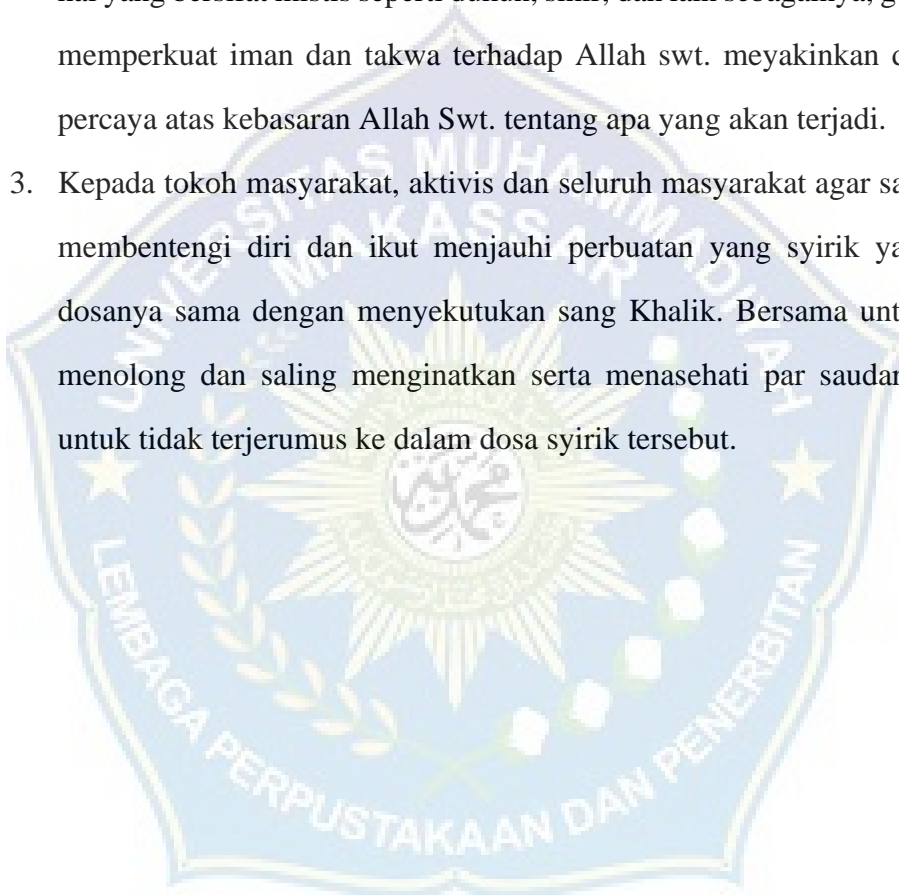 yang bersifat mistis seperti dukun, sihir, dan lain sebagainya,
memperkuat iman dan takwa terhadap Allah swt. meyakinkan
percaya atas kebasaran Allah Swt. tentang apa yang akan terjadi.
3. Kepada tokoh masyarakat, aktivis dan seluruh masyarakat agar sa
membentengi diri dan ikut menjauhi perbuatan yang syirik ya
dosanya sama dengan menyekutukan sang Khalik. Bersama unt
menolong dan saling menginatkan serta menasehati par saudar
untuk tidak terjerumus ke dalam dosa syirik tersebut.
UNIVERSITAS MUHAMMADIYAH
MAKASSAR
LEMBAGA PERPUSTAKAAN DAN PENERBITAN